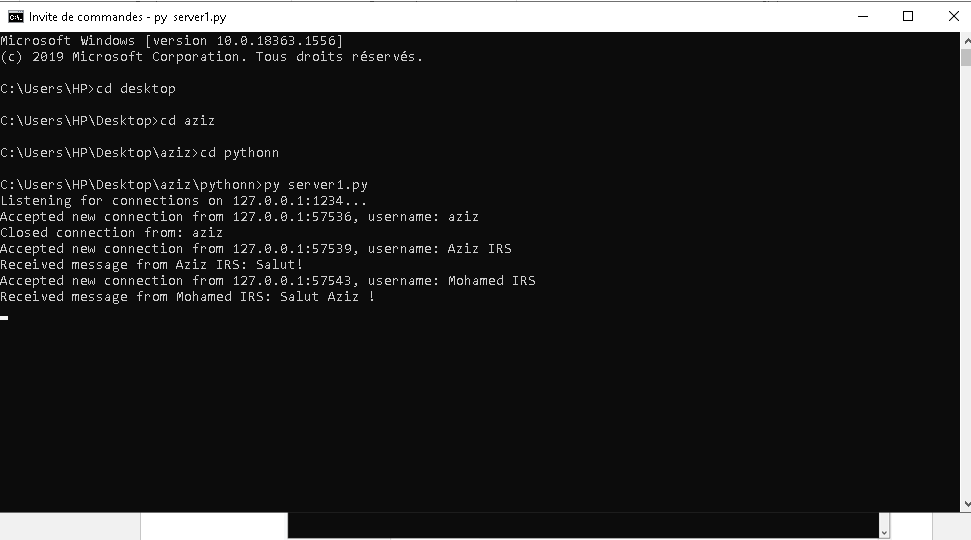 Invite de commandes - py server1.py
Microsoft Windows [version 10.0.18363.1556]
(c) 2019 Microsoft Corporation. Tous droits réservés.
C:\Users\HP>cd desktop
C:\Users\HP\Desktop>cd aziz
C:\Users\HP\Desktop\aziz>cd pythonn
C:\Users\HP\Desktop\aziz\pythonn>py server1.py
Listening for connections on 127.0.0.1:1234...
Accepted new connection from 127.0.0.1:57536, username: aziz
Closed connection from: aziz
Accepted new connection from 127.0.0.1:57539, username: Aziz IRS
Received message from Aziz IRS: Salut!
Accepted new connection from 127.0.0.1:57543, username: Mohamed IRS
Received message from Mohamed IRS: Salut Aziz !